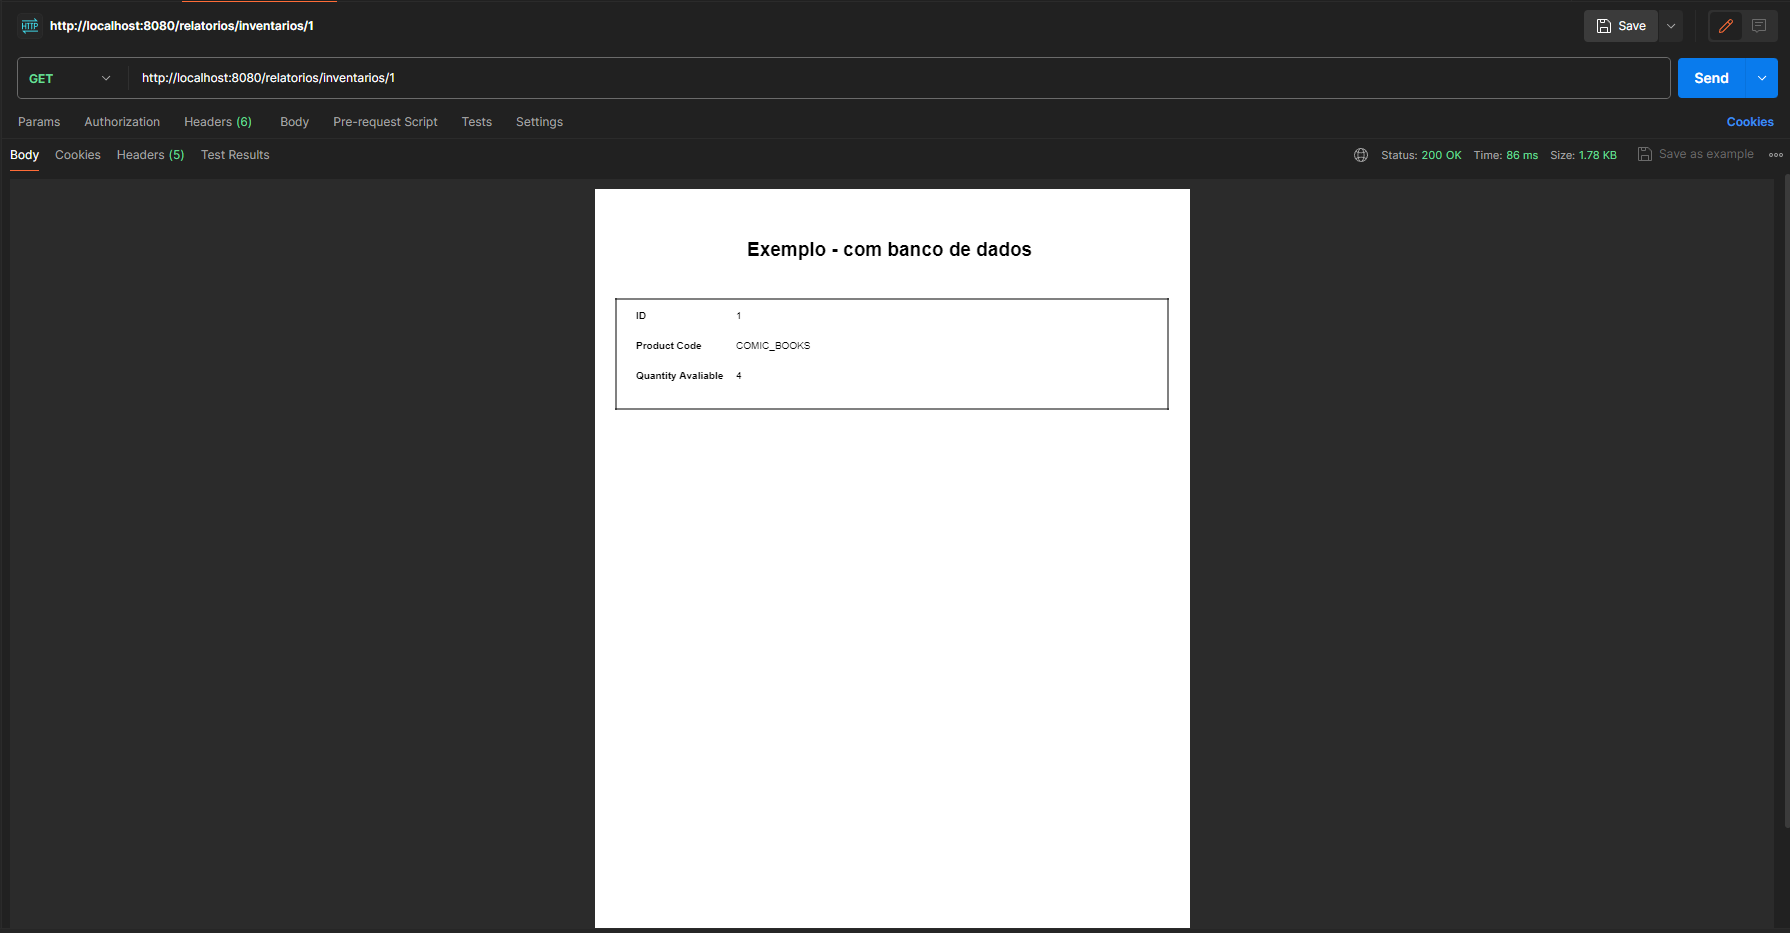 HTTP http://localhost:8080/relatorios/inventarios/1 Save
GET http://localhost:8080/relatorios/inventarios/1 Send
Params Authorization Headers (6) Body Pre-request Script Tests Settings Cookies
Body Cookies Headers (5) Test Results Status: 200 OK Time: 86 ms Size: 1.78 KB Save as example
Exemplo - com banco de dados
ID 1
Product Code COMIC_BOOKS
Quantity Avaliable 4